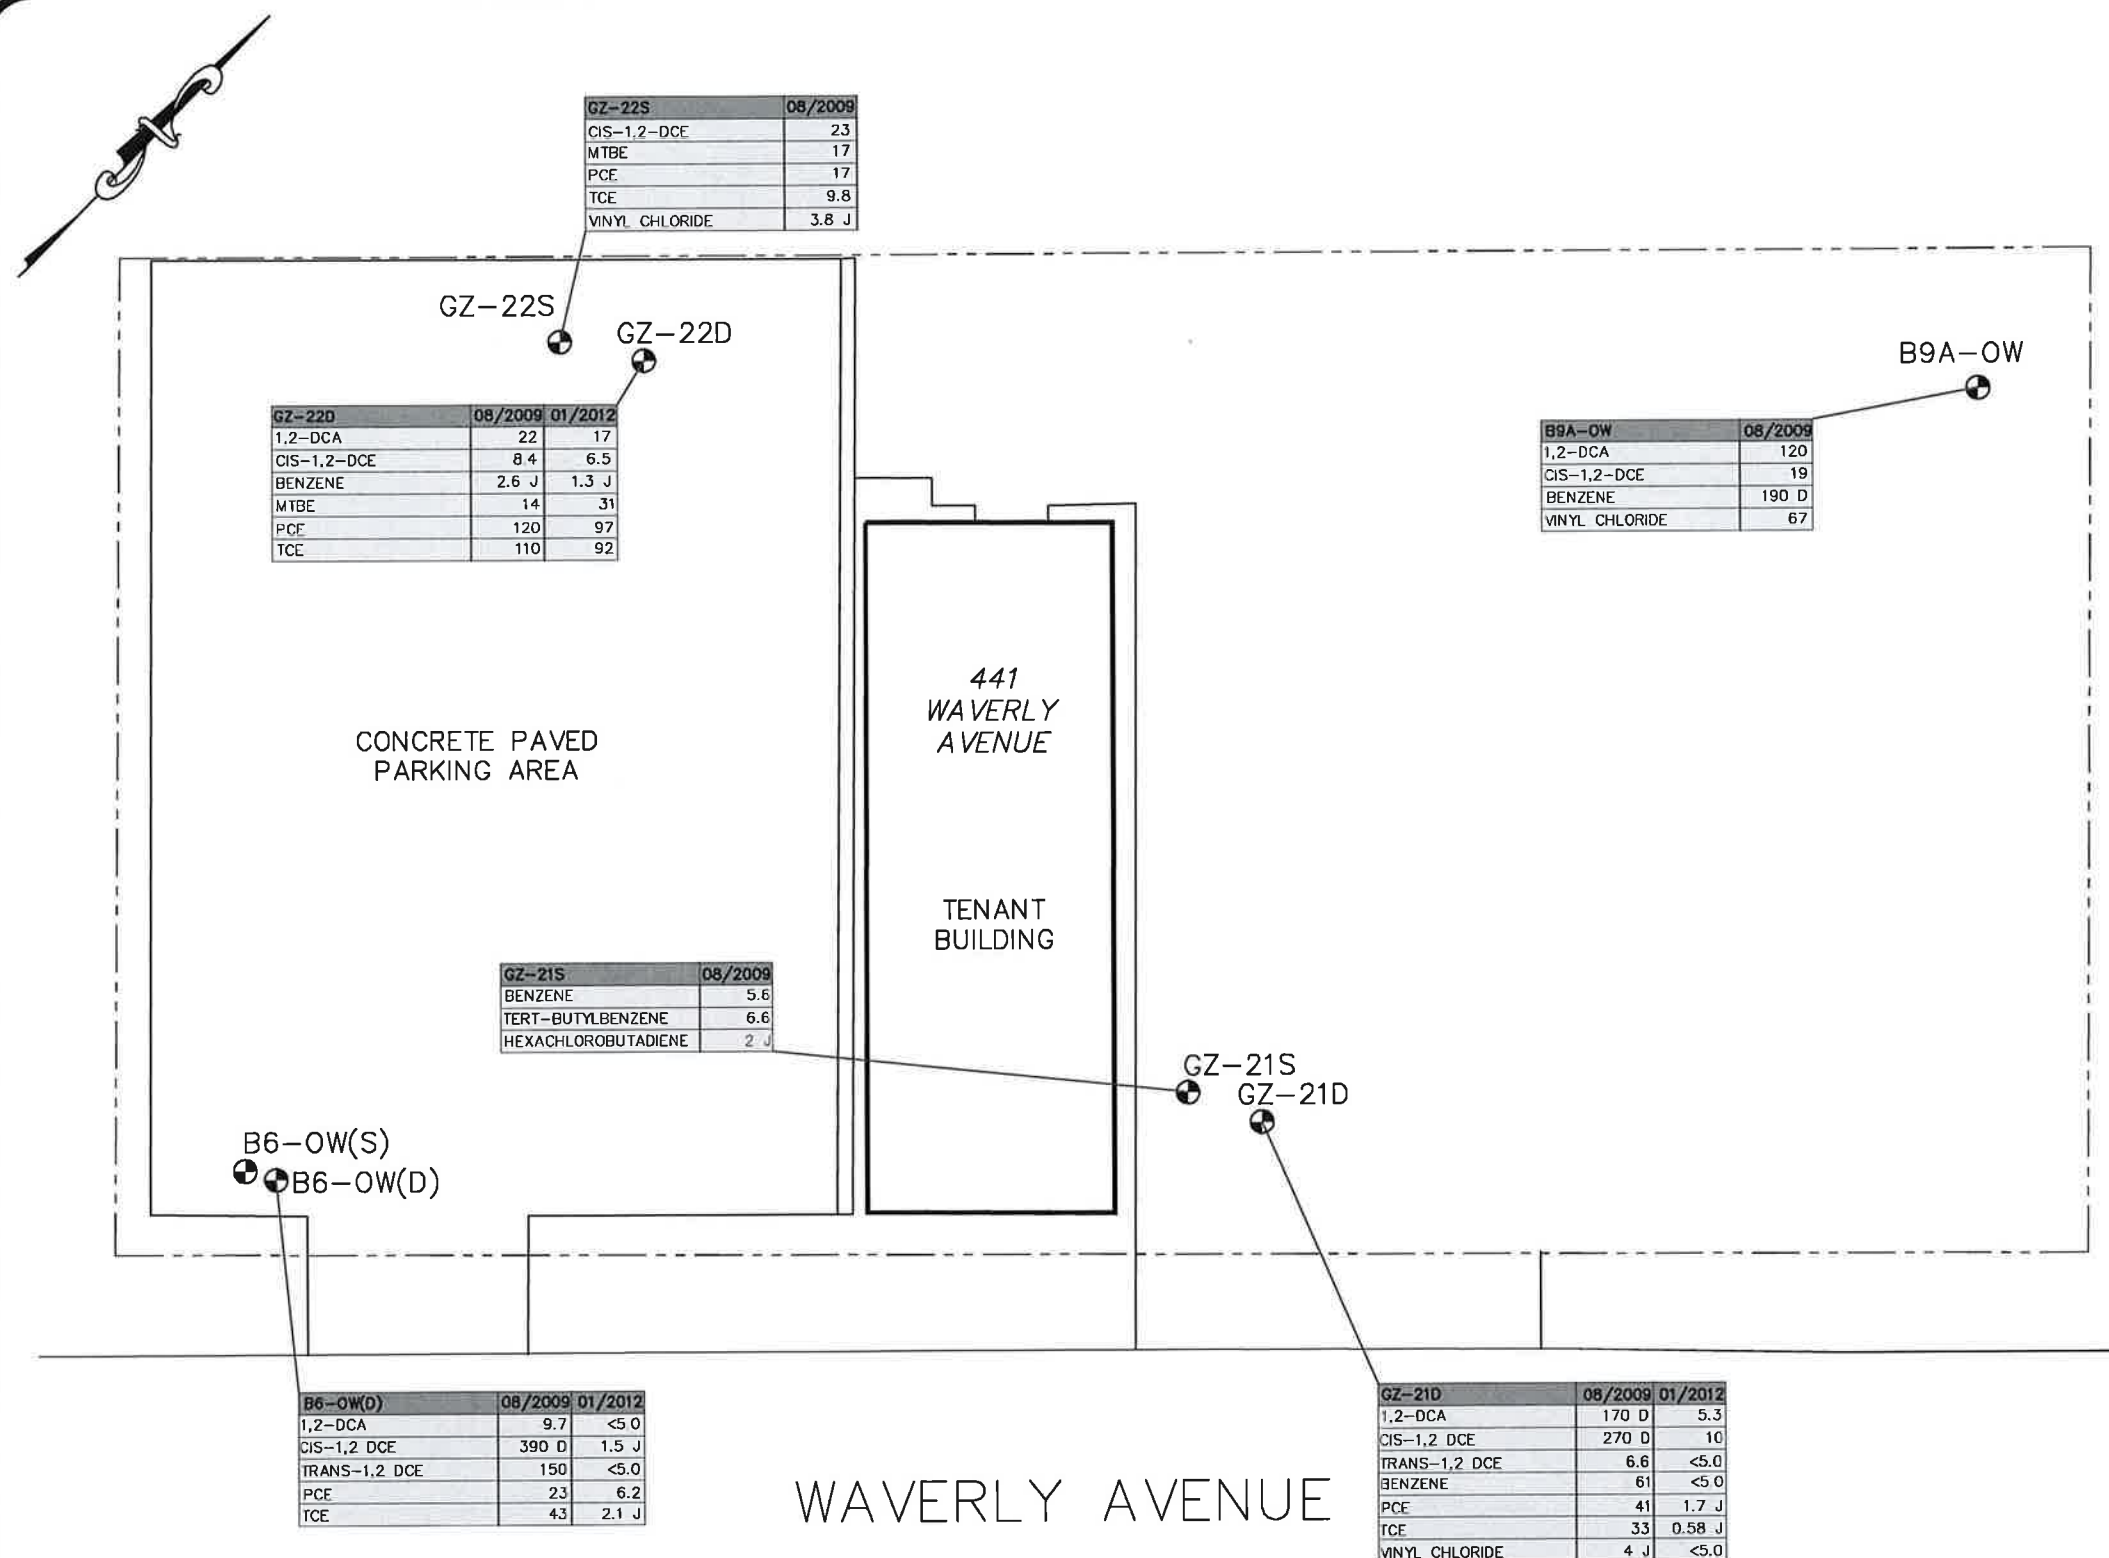 GZ-22S 08/2009
CIS-1,2-DCE 23
MTBE 17
PCE 17
TCE 9.8
VINYL CHLORIDE 3.8 J
GZ-22S
GZ-22D
B9A-OW
GZ-22D 08/2009 01/2012
1,2-DCA 22 17
CIS-1,2-DCE 8.4 6.5
BENZENE 2.6 J 1.3 J
MTBE 14 31
PCE 120 97
TCE 110 92
B9A-OW 08/2009
1,2-DCA 120
CIS-1,2-DCE 19
BENZENE 190 D
VINYL CHLORIDE 67
441
WAVERLY
AVENUE
CONCRETE PAVED
PARKING AREA
TENANT
BUILDING
GZ-21S 08/2009
BENZENE 5.6
TERT-BUTYLBENZENE 6.6
HEXACHLOROBUTADIENE 2 J
GZ-21S
GZ-21D
B6-OW(S)
B6-OW(D)
B6-OW(D) 08/2009 01/2012
1,2-DCA 9.7 <5.0
CIS-1,2 DCE 390 D 1.5 J
TRANS-1,2 DCE 150 <5.0
PCE 23 6.2
TCE 43 2.1 J
WAVERLY AVENUE
GZ-21D 08/2009 01/2012
1,2-DCA 170 D 5.3
CIS-1,2 DCE 270 D 10
TRANS-1,2 DCE 6.6 <5.0
BENZENE 61 <5.0
PCE 41 1.7 J
TCE 33 0.58 J
VINYL CHLORIDE 4 J <5.0